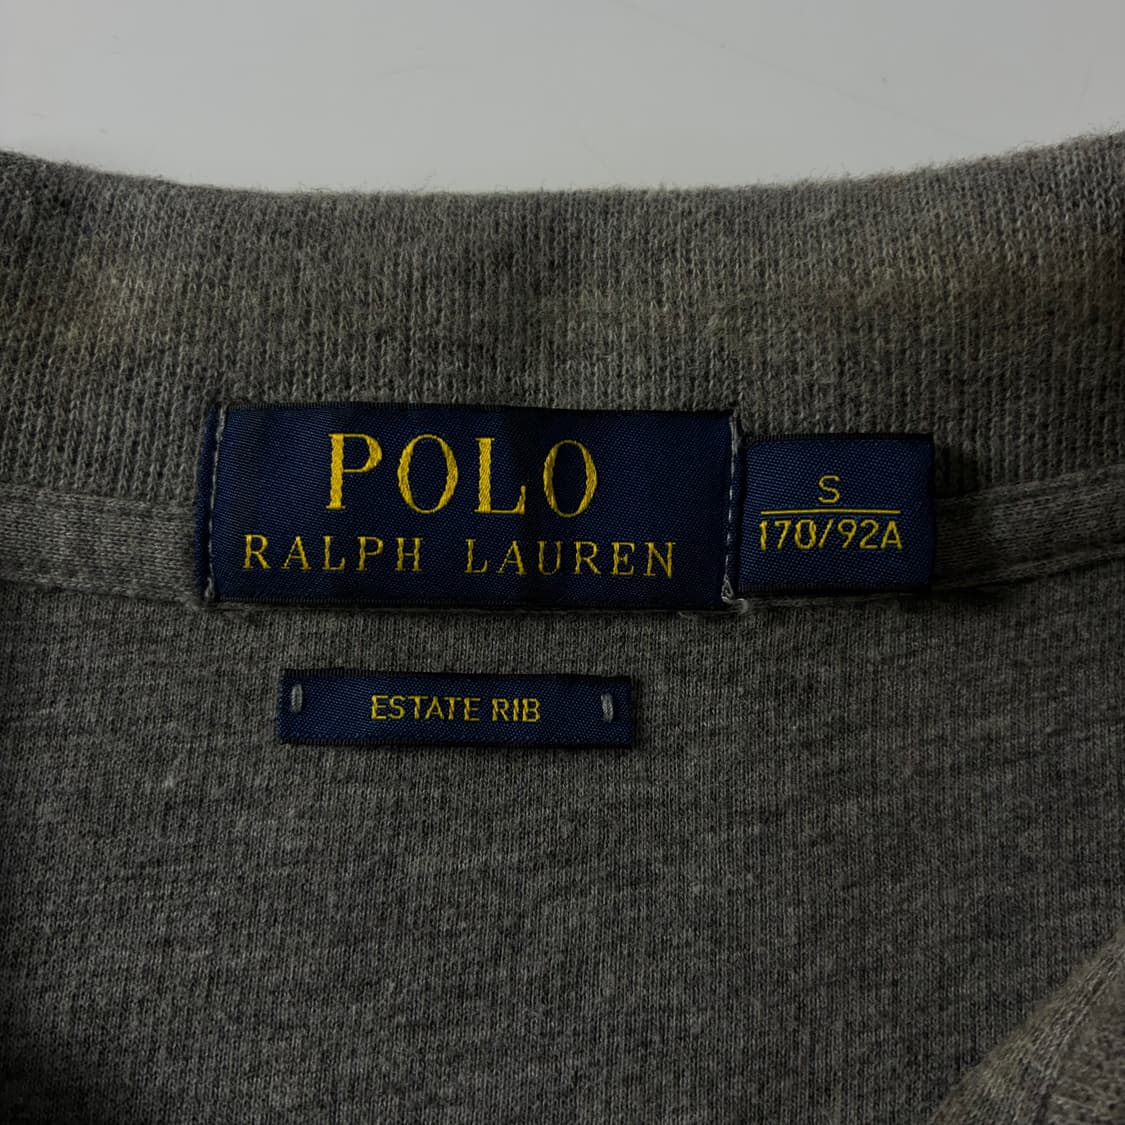 POLO
RALPH LAUREN
S
170/92A
ESTATE RIB